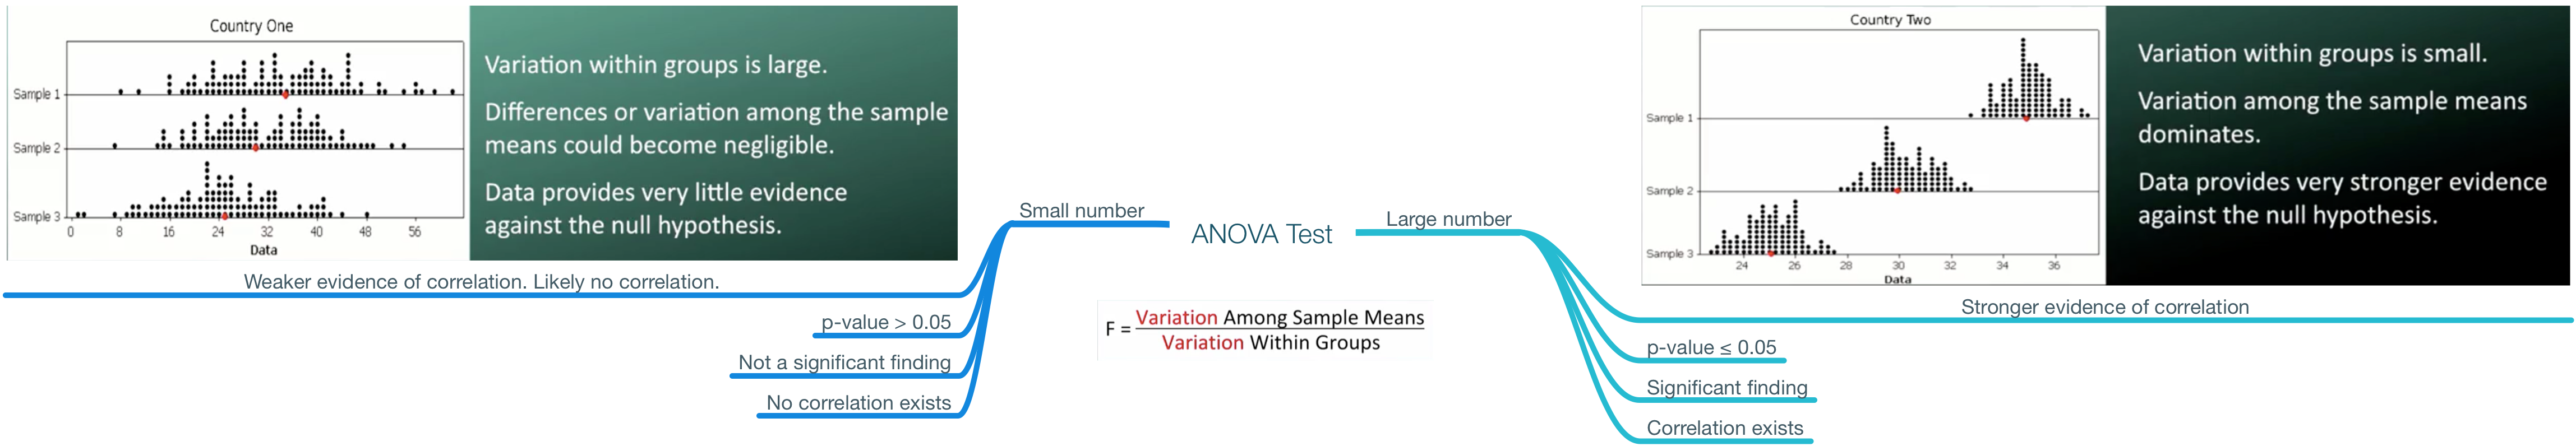 Country One
Sample 1
Sample 2
Sample 3
0 8 16 24 32 40 48 56
Data
Variation within groups is large.
Differences or variation among the sample
means could become negligible.
Data provides very little evidence
against the null hypothesis.
Small number
Weaker evidence of correlation. Likely no correlation.
p-value > 0.05
Not a significant finding
No correlation exists
ANOVA Test
F = Variation Among Sample Means
Variation Within Groups
Large number
Country Two
Sample 1
Sample 2
Sample 3
24 26 28 30 32 34 36
Data
Variation within groups is small.
Variation among the sample means
dominates.
Data provides very stronger evidence
against the null hypothesis.
Stronger evidence of correlation
p-value ≤ 0.05
Significant finding
Correlation exists